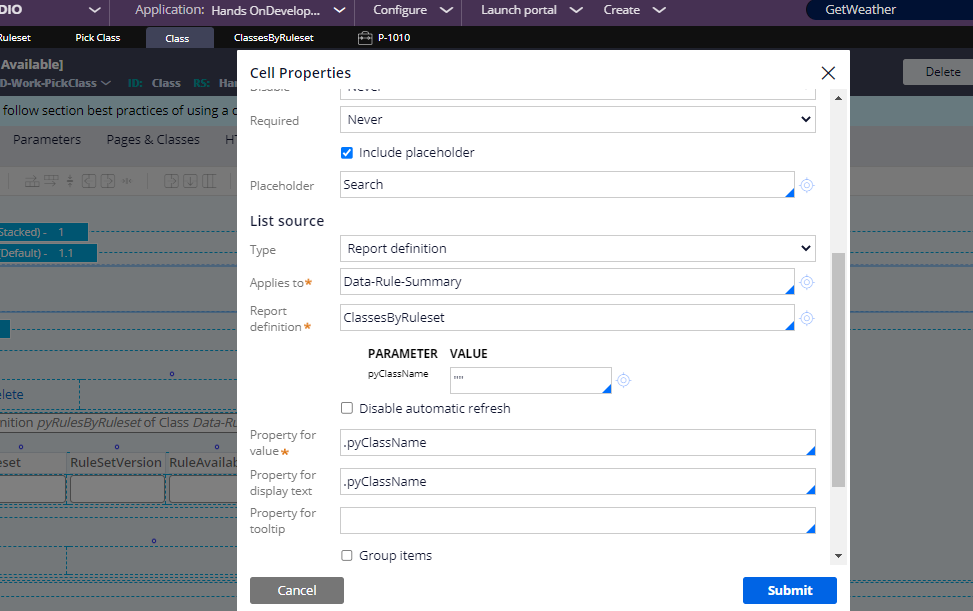 DIO
Application: Hands OnDevelop...
Configure
Launch portal
Create
GetWeather
Ruleset
Pick Class
Class
ClassesByRuleset
P-1010
Available]
D-Work-PickClass
ID: Class RS: Han
Delete
follow section best practices of using a d
Parameters
Pages & Classes
HT
Stacked) - 1
(Default) - 1.1
elete
nition pyRulesByRuleset of Class Data-Ru
eset
RuleSetVersion
RuleAvailab
Cell Properties
Never
Required
Never
Include placeholder
Placeholder
Search
List source
Type
Report definition
Applies to*
Data-Rule-Summary
Report
definition*
ClassesByRuleset
PARAMETER VALUE
pyClassName
""
Disable automatic refresh
Property for
value*
.pyClassName
Property for
display text
.pyClassName
Property for
tooltip
Group items
Cancel
Submit